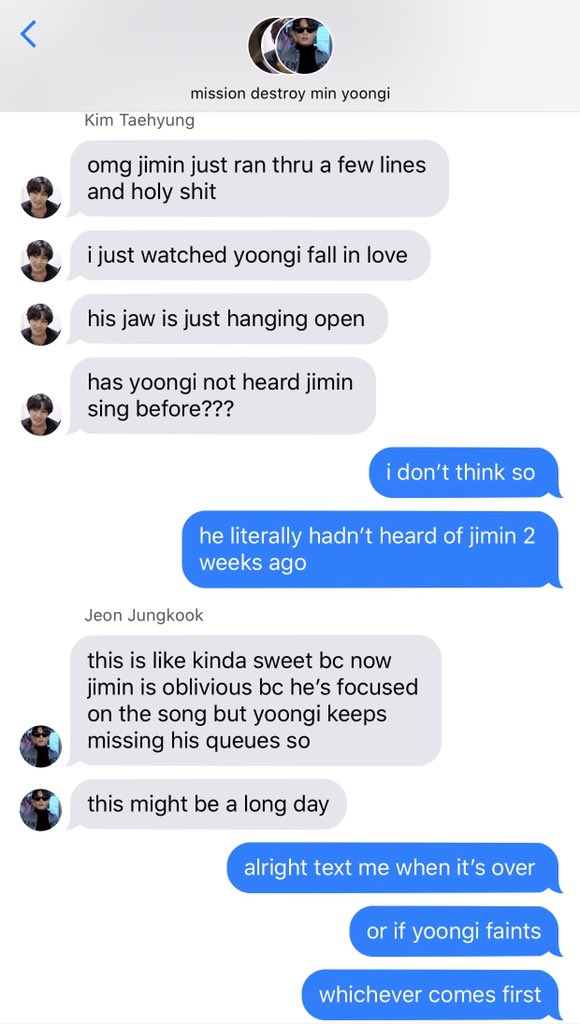 mission destroy min yoongi
Kim Taehyung
omg jimin just ran thru a few lines
and holy shit
i just watched yoongi fall in love
his jaw is just hanging open
has yoongi not heard jimin
sing before???
i don't think so
he literally hadn't heard of jimin 2
weeks ago
Jeon Jungkook
this is like kinda sweet bc now
jimin is oblivious bc he's focused
on the song but yoongi keeps
missing his queues so
this might be a long day
alright text me when it's over
or if yoongi faints
whichever comes first